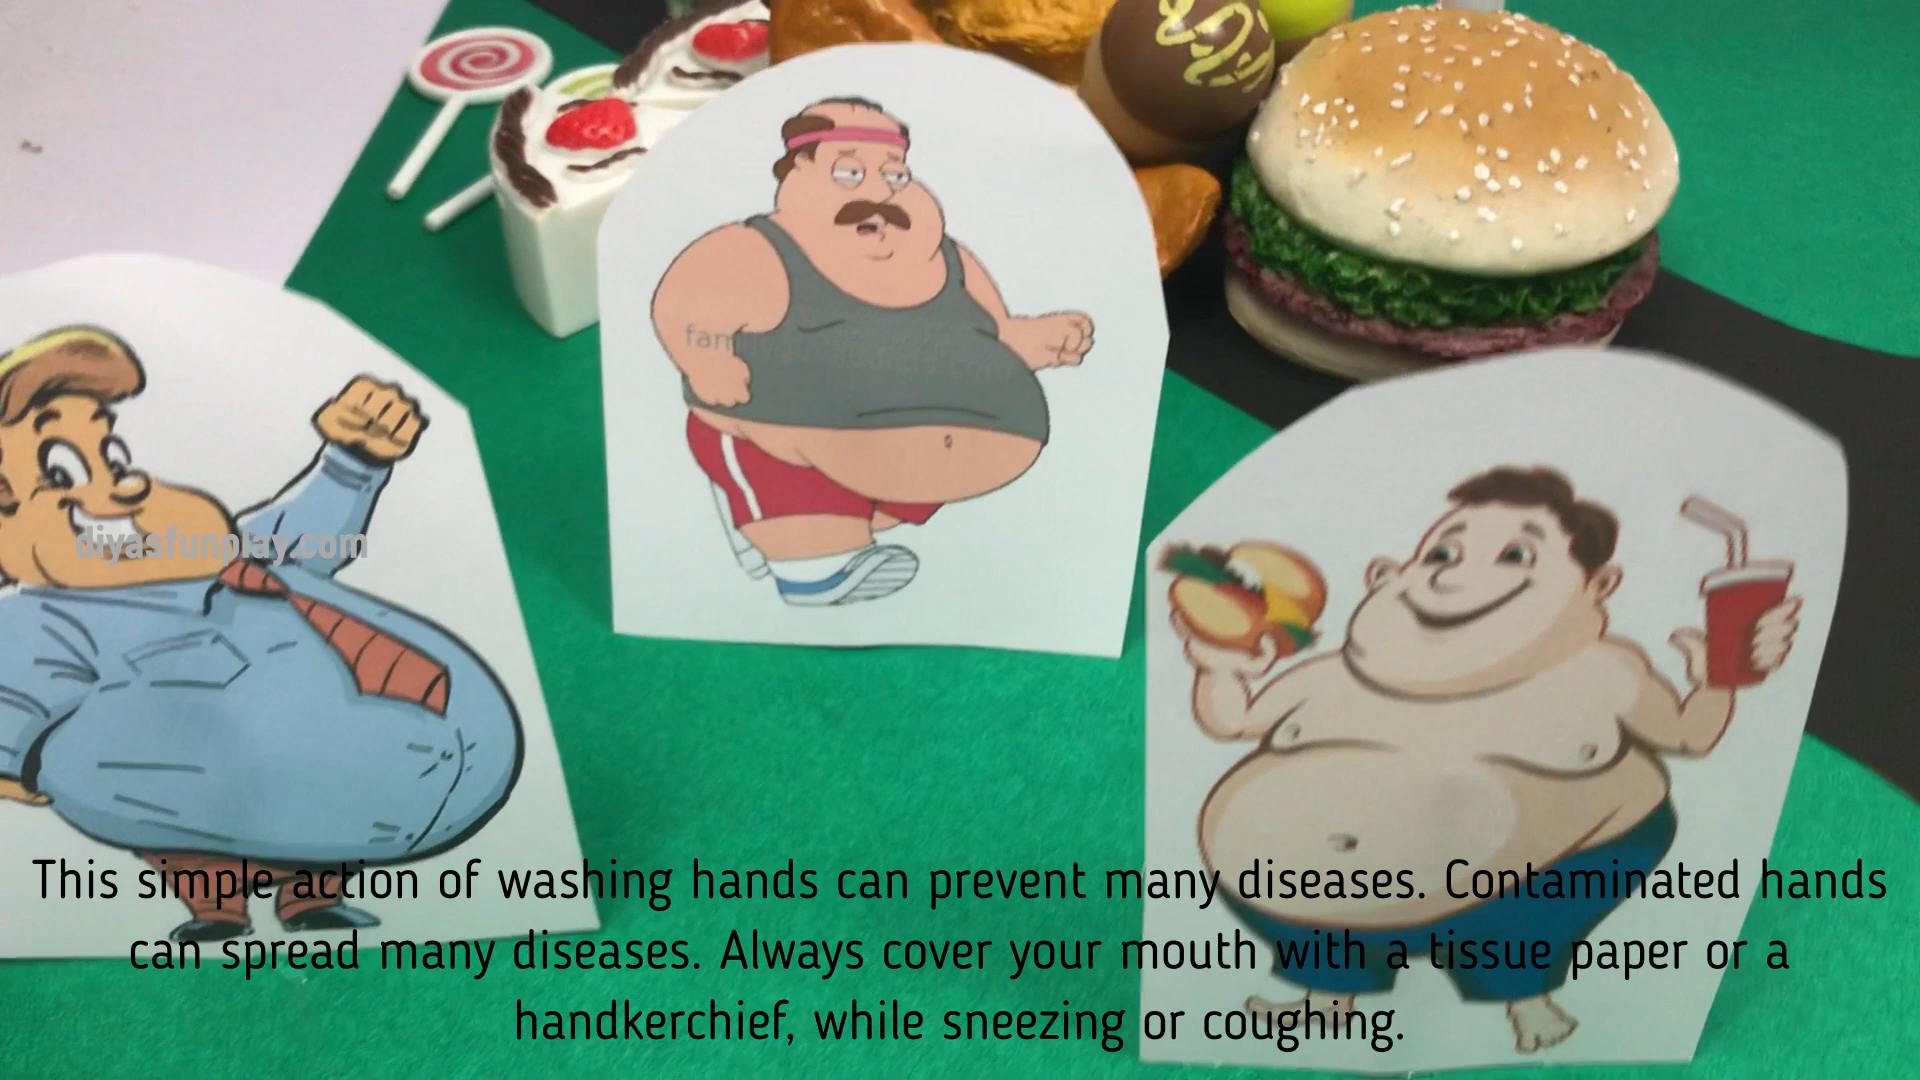 diyasfunplay.com
This simple action of washing hands can prevent many diseases. Contaminated hands
can spread many diseases. Always cover your mouth with a tissue paper or a
handkerchief, while sneezing or coughing.